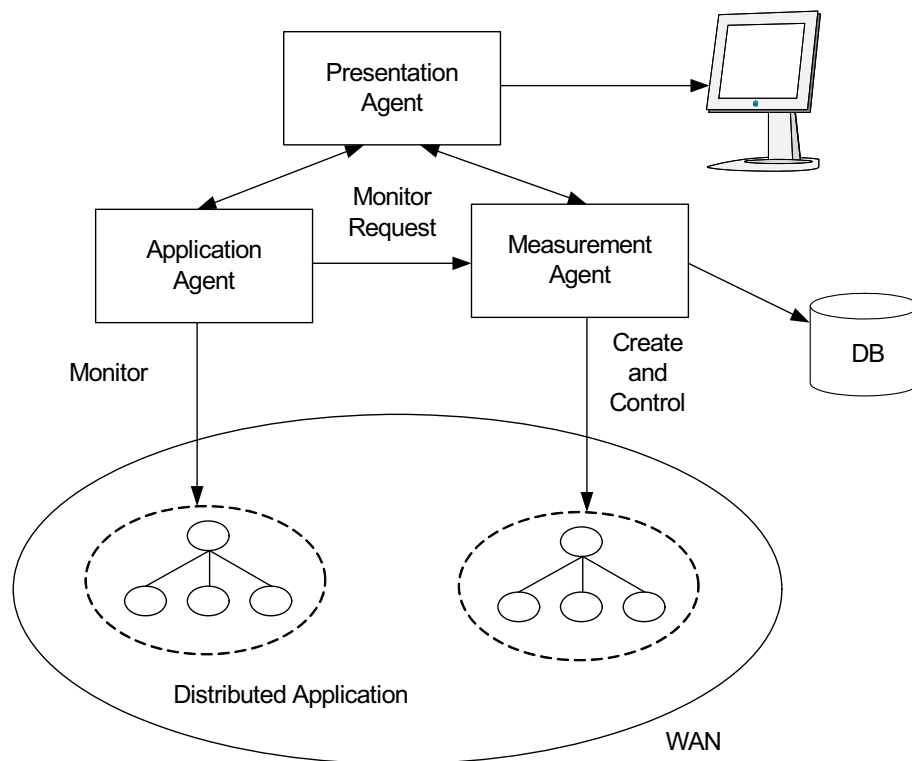 Presentation
Agent
Monitor
Request
Application
Agent
Measurement
Agent
Monitor
Create
and
Control
DB
Distributed Application
WAN